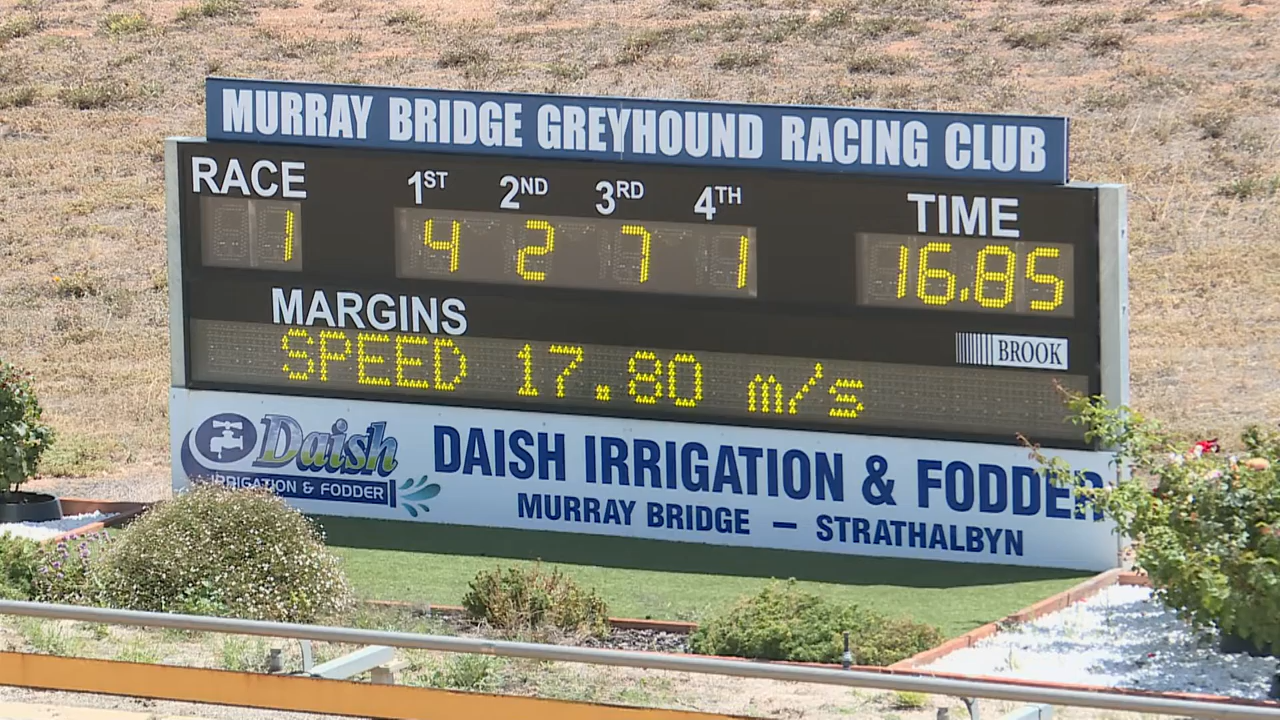 MURRAY BRIDGE GREYHOUND RACING CLUB
RACE 1ST 2ND 3RD 4TH TIME
1 4 2 7 1 16.85
MARGINS
BROOK
SPEED 17.80 m/s
Daish
IRRIGATION & FODDER
DAISH IRRIGATION & FODDER
MURRAY BRIDGE — STRATHALBYN